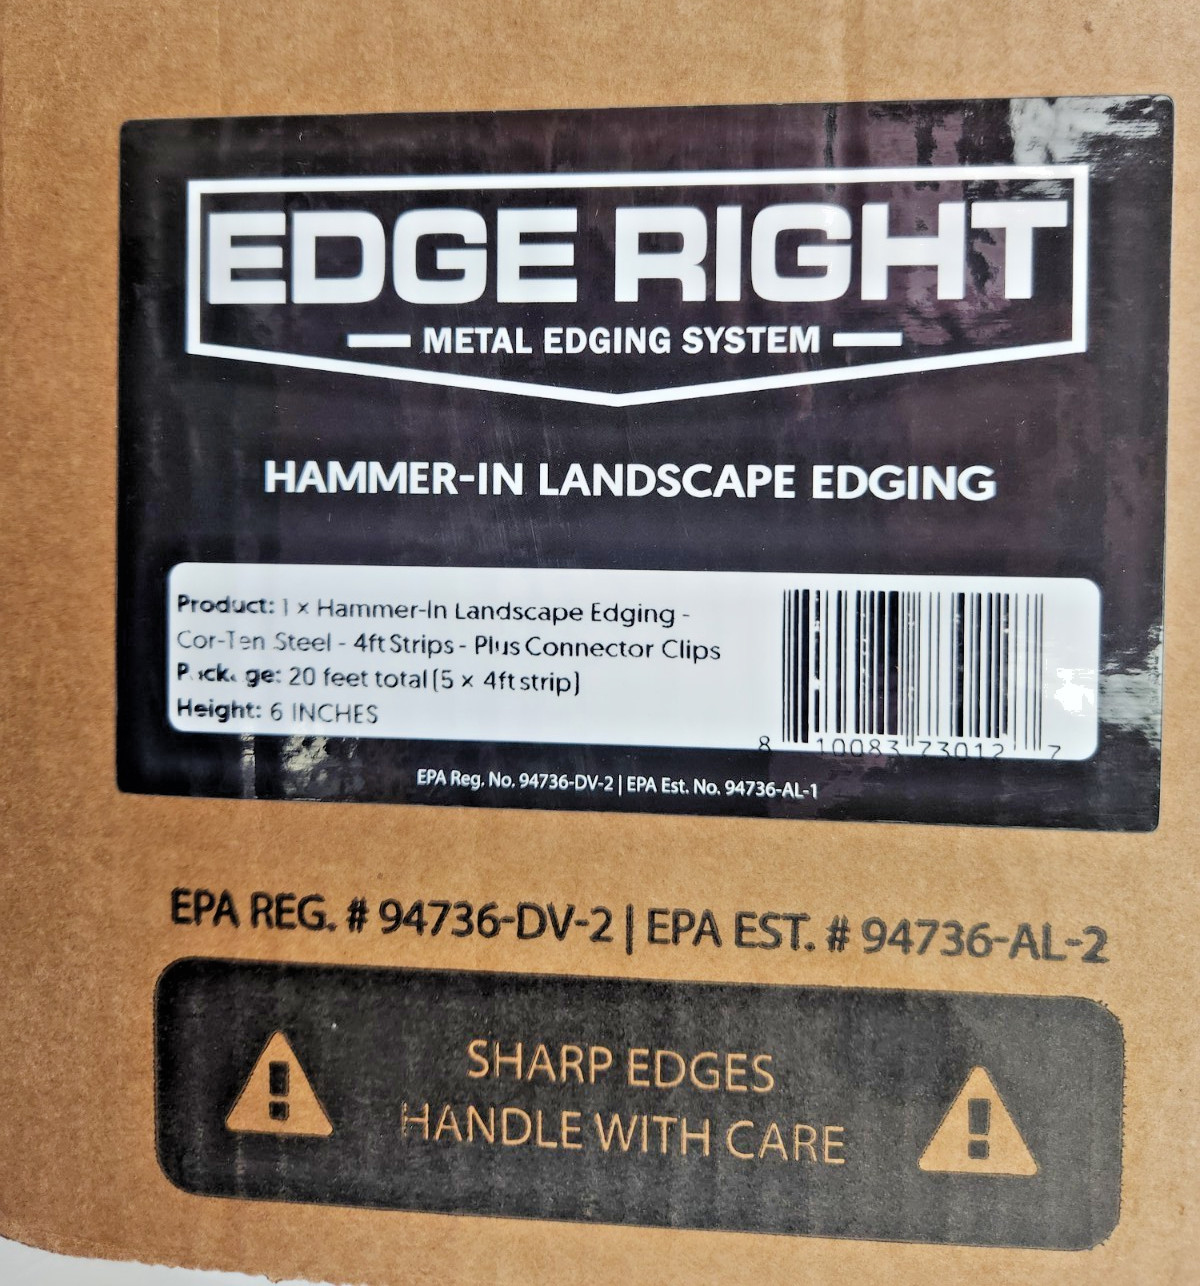 EDGE RIGHT
METAL EDGING SYSTEM
HAMMER-IN LANDSCAPE EDGING
Product: 1 x Hammer-In Landscape Edging -
Cor-Ten Steel - 4ft Strips - Plus Connector Clips
Package: 20 feet total (5 x 4ft strip)
Height: 6 INCHES
8 10083 73012 7
EPA Reg. No. 94736-DV-2 | EPA Est. No. 94736-AL-1
EPA REG. # 94736-DV-2 | EPA EST. # 94736-AL-2
SHARP EDGES
HANDLE WITH CARE